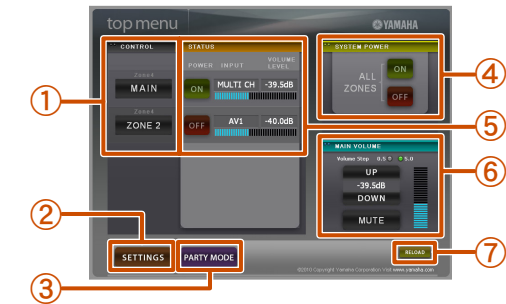 top menu
YAMAHA
CONTROL
STATUS
SYSTEM POWER
POWER INPUT VOLUME LEVEL
Zone4
MAIN
ON
MULTI CH
-39.5dB
ALL ZONES
ON
OFF
Zone4
ZONE 2
OFF
AV1
-40.0dB
MAIN VOLUME
Volume Step 0.5 5.0
UP
-39.5dB
DOWN
MUTE
SETTINGS
PARTY MODE
RELOAD
©2010 Copyright Yamaha Corporation Visit www.yamaha.com
1
2
3
4
5
6
7